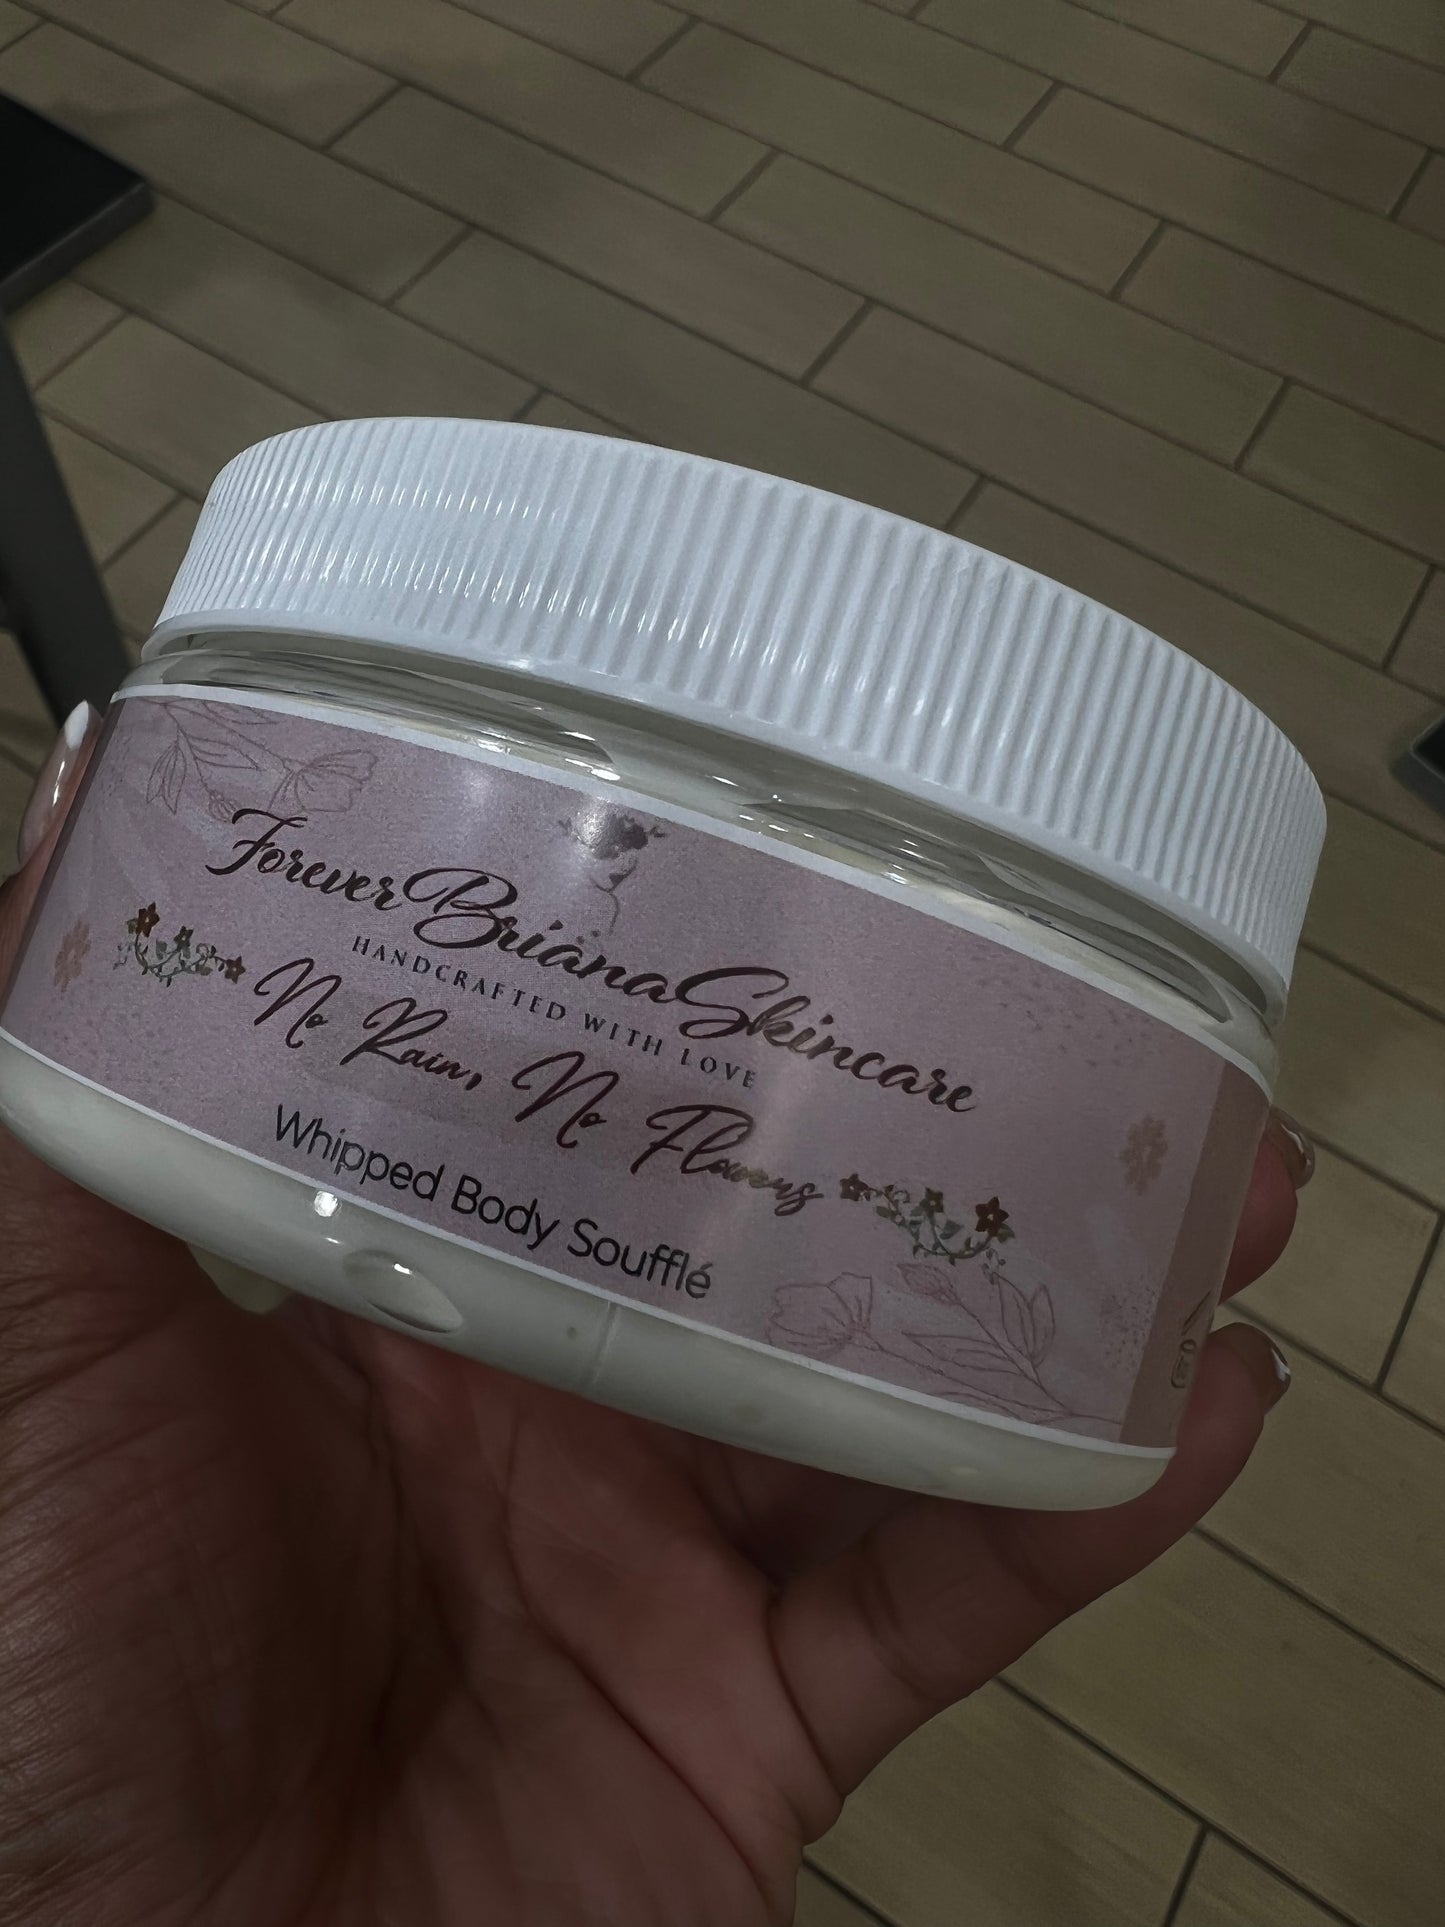 ForeverBrianaSkincare
HANDCRAFTED WITH LOVE
No Rain, No Flowers
Whipped Body Soufflé